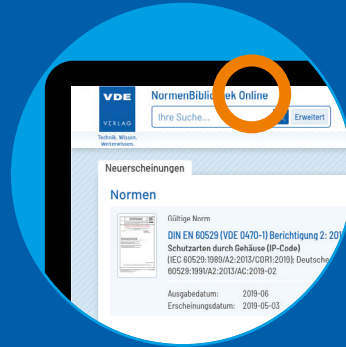 VDE
VERLAG
Technik. Wissen.
Weiterwissen.
NormenBibliothek Online
Ihre Suche...
Erweitert
Neuerscheinungen
Normen
Gültige Norm
DIN EN 60529 (VDE 0470-1) Berichtigung 2: 201
Schutzarten durch Gehäuse (IP-Code)
(IEC 60529:1989/A2:2013/COR1:2019); Deutsche
60529:1991/A2:2013/AC:2019-02
Ausgabedatum: 2019-06
Erscheinungsdatum: 2019-05-03